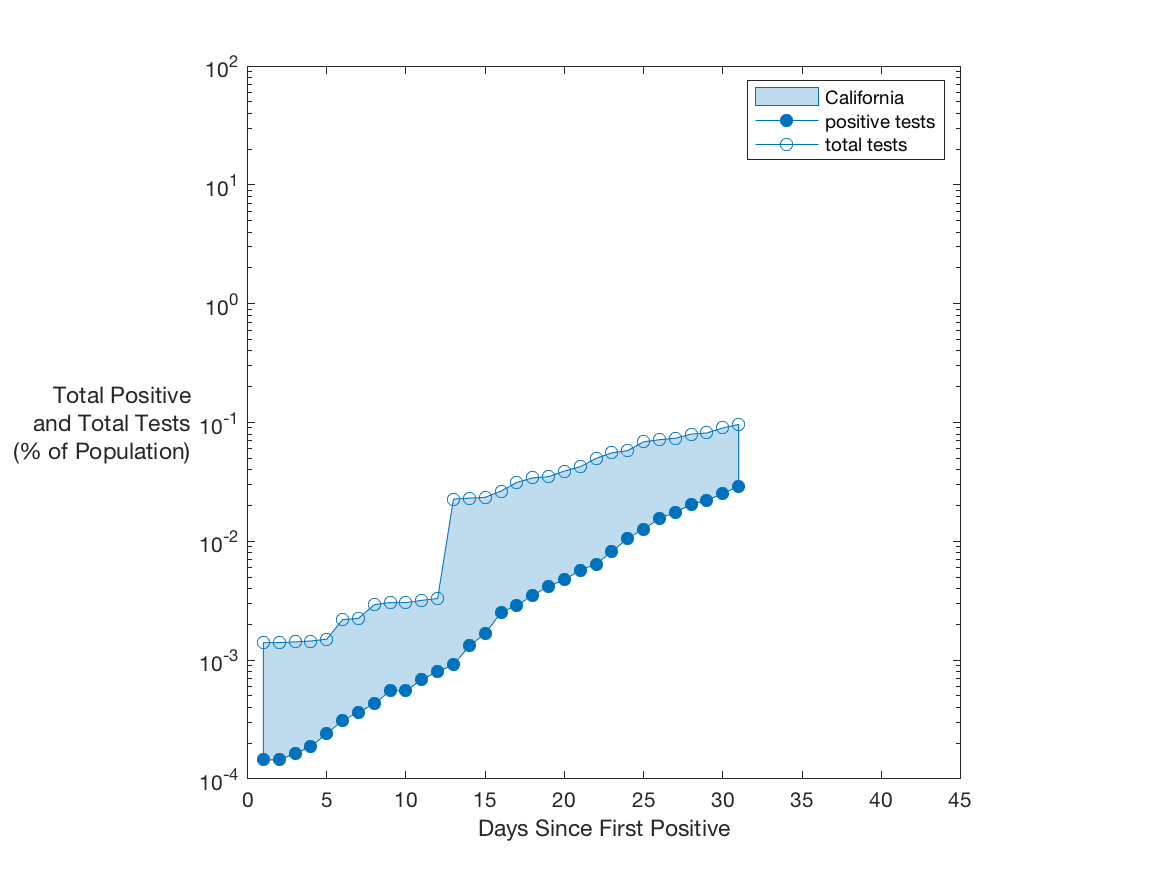 10^2
10^1
10^0
10^-1
10^-2
10^-3
10^-4
Total Positive
and Total Tests
(% of Population)
California
positive tests
total tests
0 5 10 15 20 25 30 35 40 45
Days Since First Positive